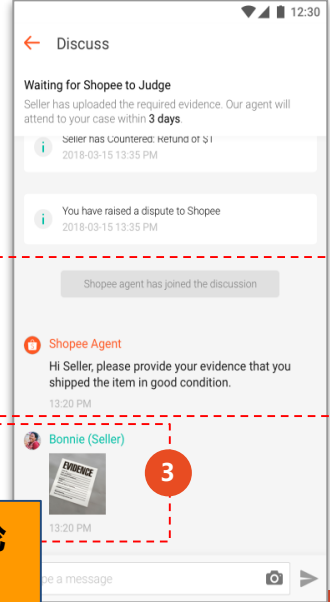 12:30
Discuss
Waiting for Shopee to Judge
Seller has uploaded the required evidence. Our agent will
attend to your case within 3 days.
Seller has Countered: Refund of $1
2018-03-15 13:35 PM
You have raised a dispute to Shopee
2018-03-15 13:35 PM
Shopee agent has joined the discussion
Shopee Agent
Hi Seller, please provide your evidence that you
shipped the item in good condition.
13:20 PM
Bonnie (Seller)
EVIDENCE
3
13:20 PM
e a message